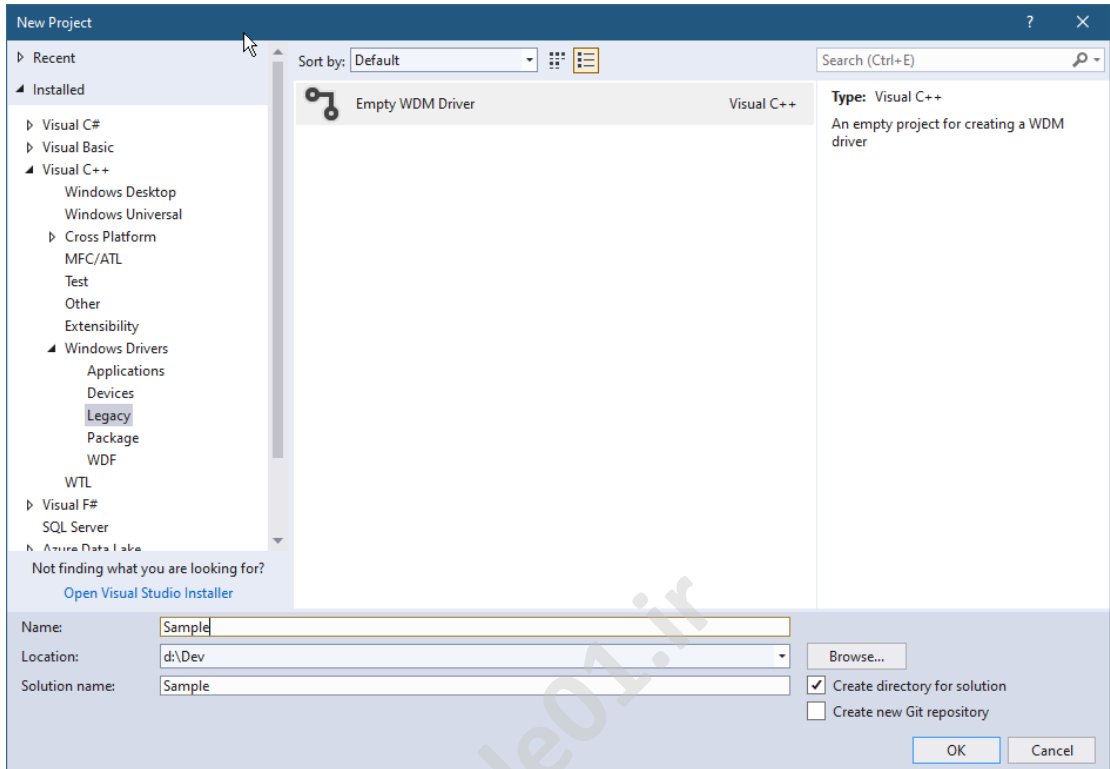 New Project
Recent
Installed
Visual C#
Visual Basic
Visual C++
Windows Desktop
Windows Universal
Cross Platform
MFC/ATL
Test
Other
Extensibility
Windows Drivers
Applications
Devices
Legacy
Package
WDF
WTL
Visual F#
SQL Server
Azure Data Lake
Not finding what you are looking for?
Open Visual Studio Installer
Sort by: Default
Empty WDM Driver Visual C++
Search (Ctrl+E)
Type: Visual C++
An empty project for creating a WDM
driver
Name: Sample
Location: d:\Dev
Browse...
Solution name: Sample
Create directory for solution
Create new Git repository
OK Cancel